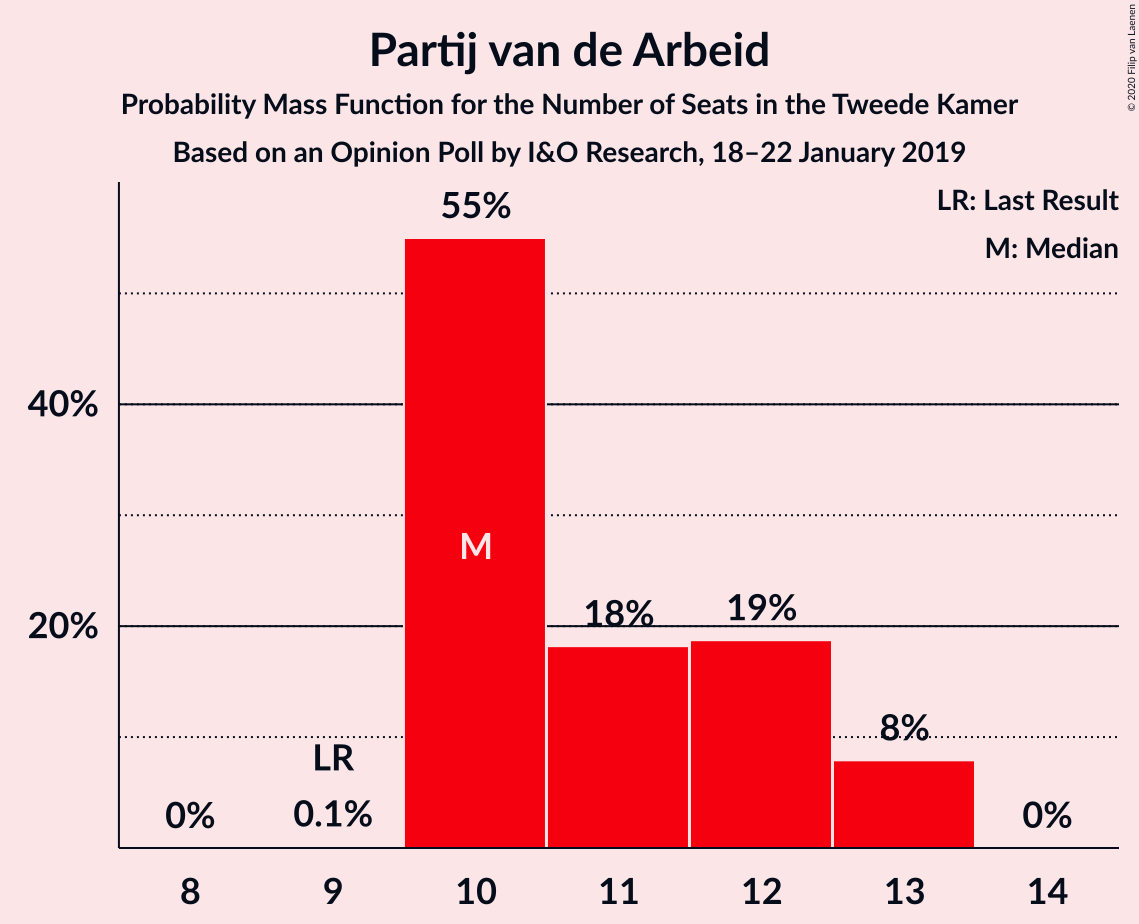 © 2020 Filip van Laenen
Partij van de Arbeid
Probability Mass Function for the Number of Seats in the Tweede Kamer
Based on an Opinion Poll by I&O Research, 18–22 January 2019
LR: Last Result
M: Median
55%
40%
M
20%
18%
19%
8%
LR
0%
0.1%
0%
8 9 10 11 12 13 14